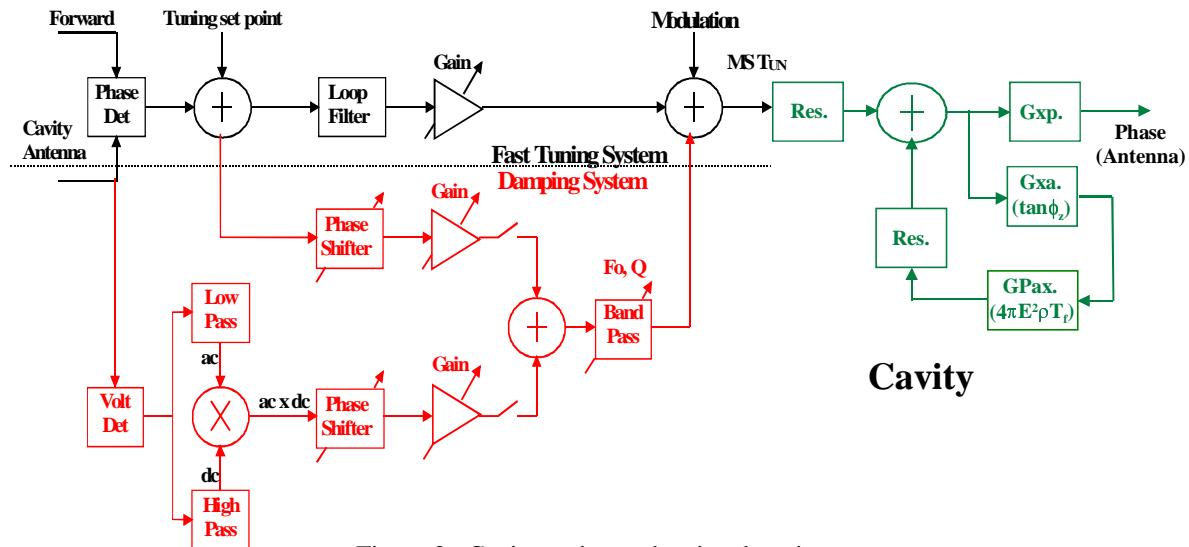 Forward
Tuning set point
Modulation
Gain
MS TUN
Phase
Det
+
Loop
Filter
+
Res.
+
Gxp.
Phase
(Antenna)
Cavity
Antenna
Fast Tuning System
Damping System
Gain
Gxa.
(tanϕz)
Phase
Shifter
Res.
Fo, Q
GPax.
(4πE²ρTf)
Low
Pass
+
Band
Pass
ac
Gain
Cavity
Volt
Det
X
ac x dc
Phase
Shifter
dc
High
Pass